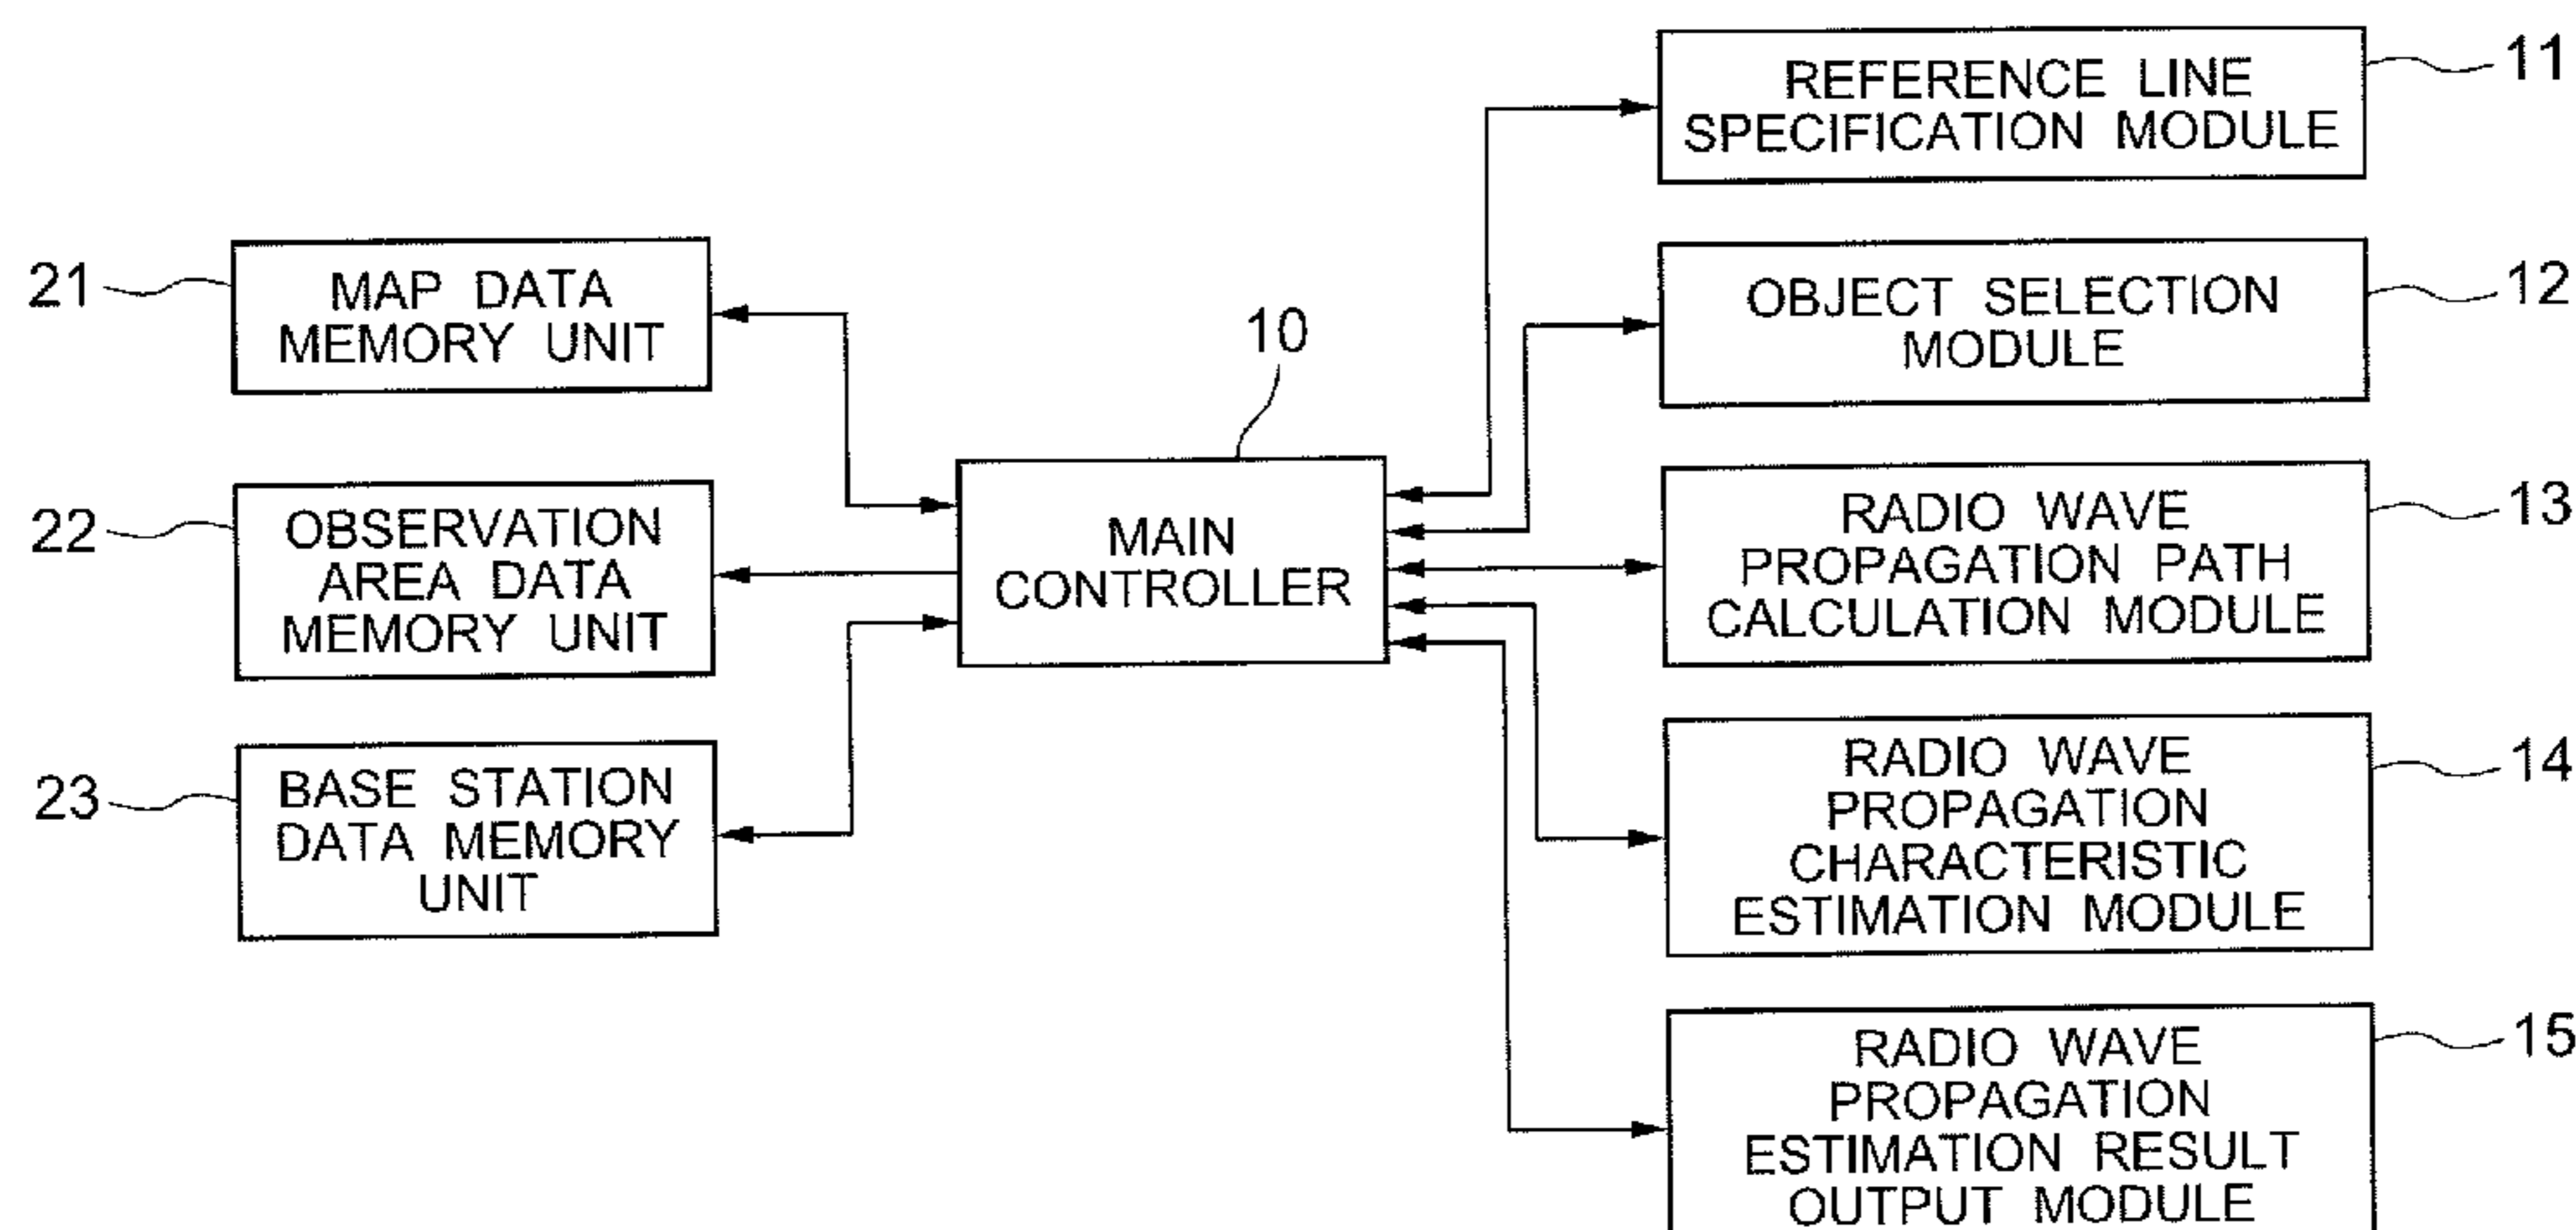 21
MAP DATA
MEMORY UNIT
22
OBSERVATION
AREA DATA
MEMORY UNIT
23
BASE STATION
DATA MEMORY
UNIT
10
MAIN
CONTROLLER
REFERENCE LINE
SPECIFICATION MODULE
11
OBJECT SELECTION
MODULE
12
RADIO WAVE
PROPAGATION PATH
CALCULATION MODULE
13
RADIO WAVE
PROPAGATION
CHARACTERISTIC
ESTIMATION MODULE
14
RADIO WAVE
PROPAGATION
ESTIMATION RESULT
OUTPUT MODULE
15